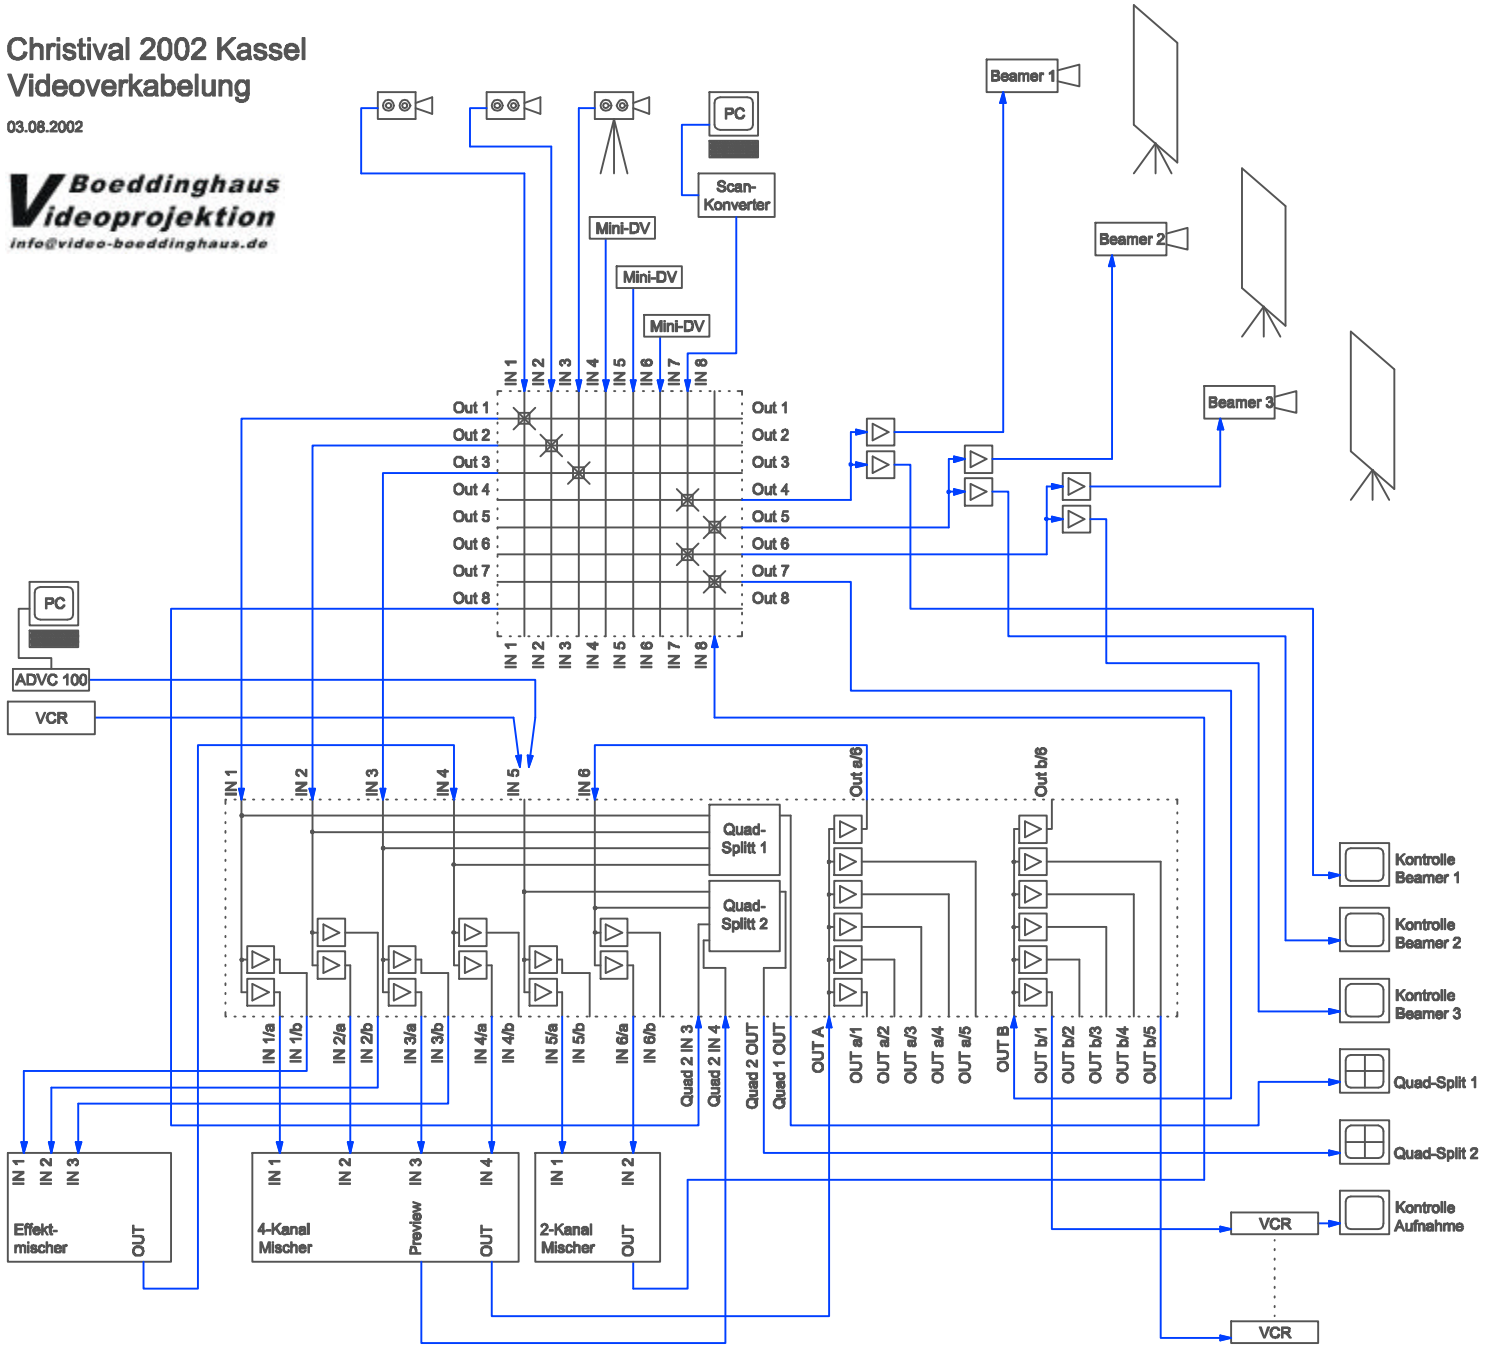 Christival 2002 Kassel
Videoverkabelung
03.08.2002
Boeddinghaus
Videoprojektion
info@video-boeddinghaus.de
PC
Scan-
Konverter
Mini-DV
Mini-DV
Mini-DV
Beamer 1
Beamer 2
Beamer 3
IN 1
IN 2
IN 3
IN 4
IN 5
IN 6
IN 7
IN 8
Out 1
Out 2
Out 3
Out 4
Out 5
Out 6
Out 7
Out 8
Out 1
Out 2
Out 3
Out 4
Out 5
Out 6
Out 7
Out 8
IN 1
IN 2
IN 3
IN 4
IN 5
IN 6
IN 7
IN 8
PC
ADVC 100
VCR
IN 1
IN 2
IN 3
IN 4
IN 5
IN 6
Out a/6
Out b/6
Quad-
Splitt 1
Quad-
Splitt 2
IN 1/a
IN 1/b
IN 2/a
IN 2/b
IN 3/a
IN 3/b
IN 4/a
IN 4/b
IN 5/a
IN 5/b
IN 6/a
IN 6/b
Quad 2 IN 3
Quad 2 IN 4
Quad 2 OUT
Quad 1 OUT
OUT A
OUT a/1
OUT a/2
OUT a/3
OUT a/4
OUT a/5
OUT B
OUT b/1
OUT b/2
OUT b/3
OUT b/4
OUT b/5
Kontrolle
Beamer 1
Kontrolle
Beamer 2
Kontrolle
Beamer 3
Quad-Split 1
Quad-Split 2
Kontrolle
Aufnahme
VCR
VCR
IN 1
IN 2
IN 3
Effekt-
mischer
OUT
IN 1
IN 2
IN 3
IN 4
4-Kanal
Mischer
Preview
OUT
IN 1
IN 2
2-Kanal
Mischer
OUT